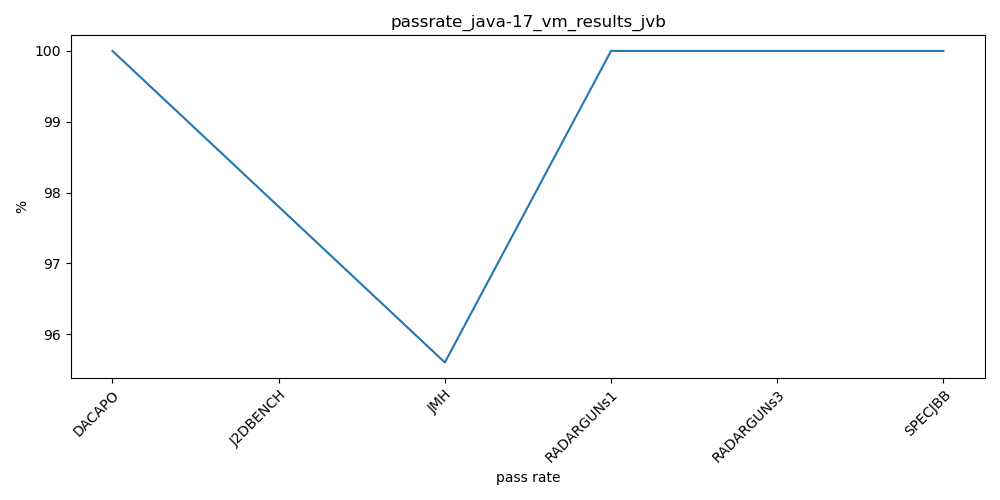 passrate_java-17_vm_results_jvb
100
99
98
97
96
%
DACAPO
J2DBENCH
JMH
RADARGUNs1
RADARGUNs3
SPECJBB
pass rate